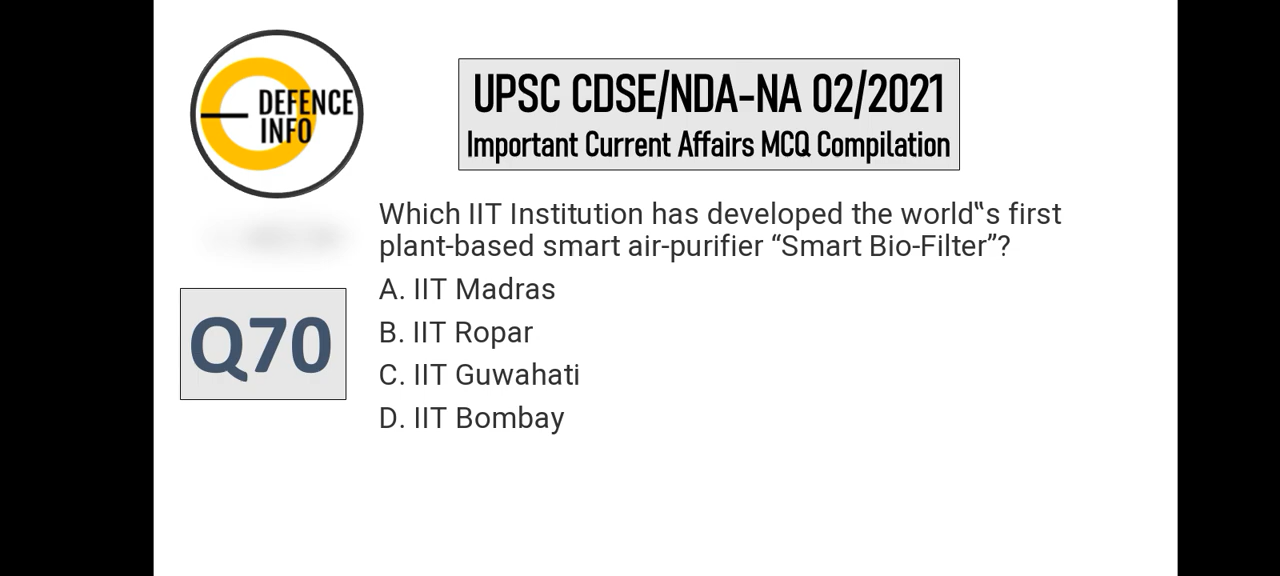 DEFENCE
INFO
UPSC CDSE/NDA-NA 02/2021
Important Current Affairs MCQ Compilation
Which IIT Institution has developed the world‟s first
plant-based smart air-purifier “Smart Bio-Filter”?
A. IIT Madras
B. IIT Ropar
C. IIT Guwahati
D. IIT Bombay
Q70